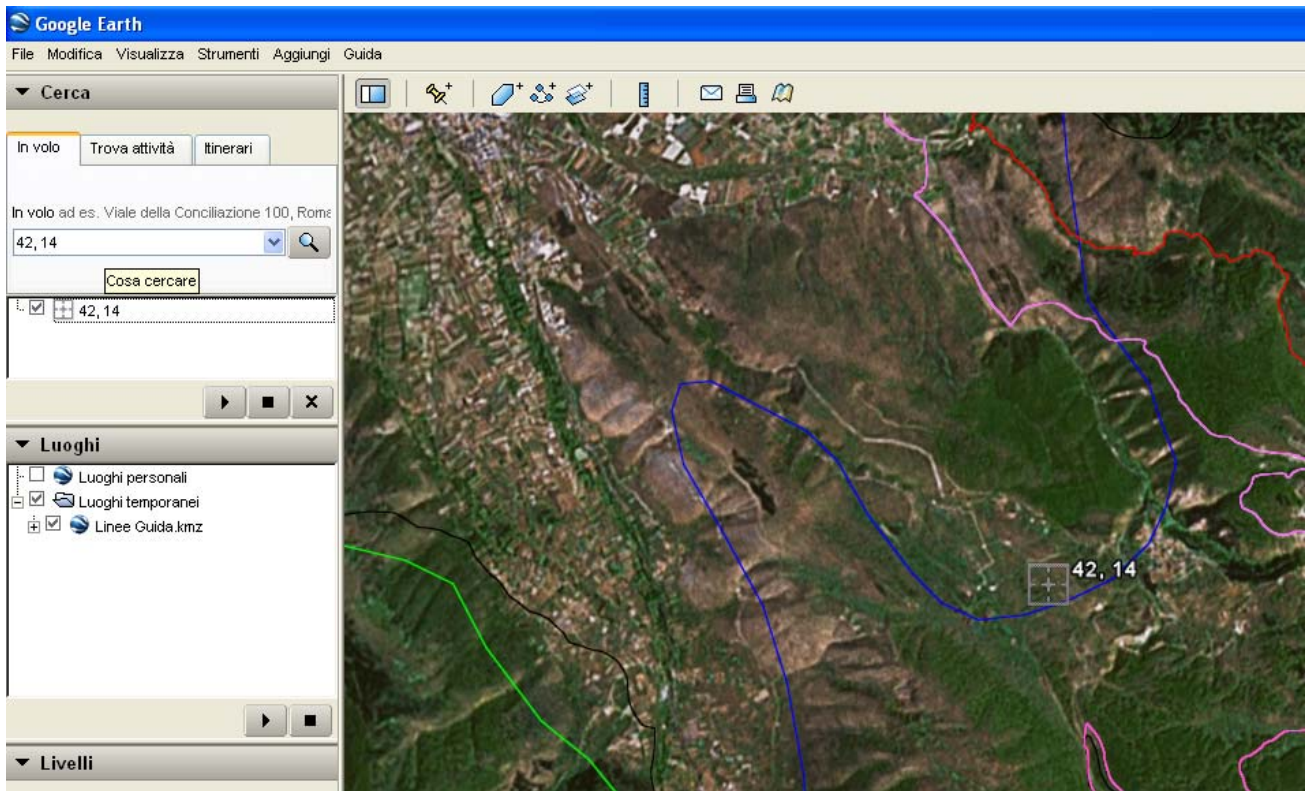 Google Earth
File Modifica Visualizza Strumenti Aggiungi Guida
Cerca
In volo Trova attività Itinerari
In volo ad es. Viale della Conciliazione 100, Roma
42, 14
Cosa cercare
42, 14
Luoghi
Luoghi personali
Luoghi temporanei
Linee Guida.kmz
Livelli
42, 14